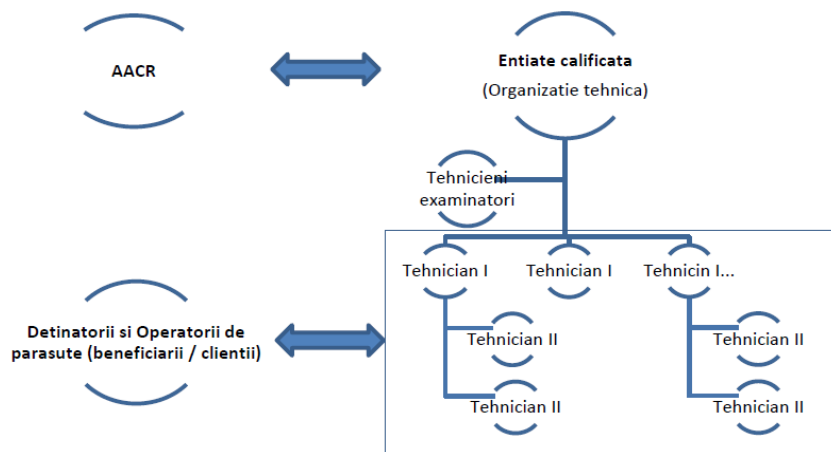 AACR
Entiate calificata
(Organizatie tehnica)
Tehnicieni
examinatori
Tehnician I
Tehnician I
Tehnicin I...
Detinatorii si Operatorii de
parasute (beneficiarii / clientii)
Tehnician II
Tehnician II
Tehnician II
Tehnician II